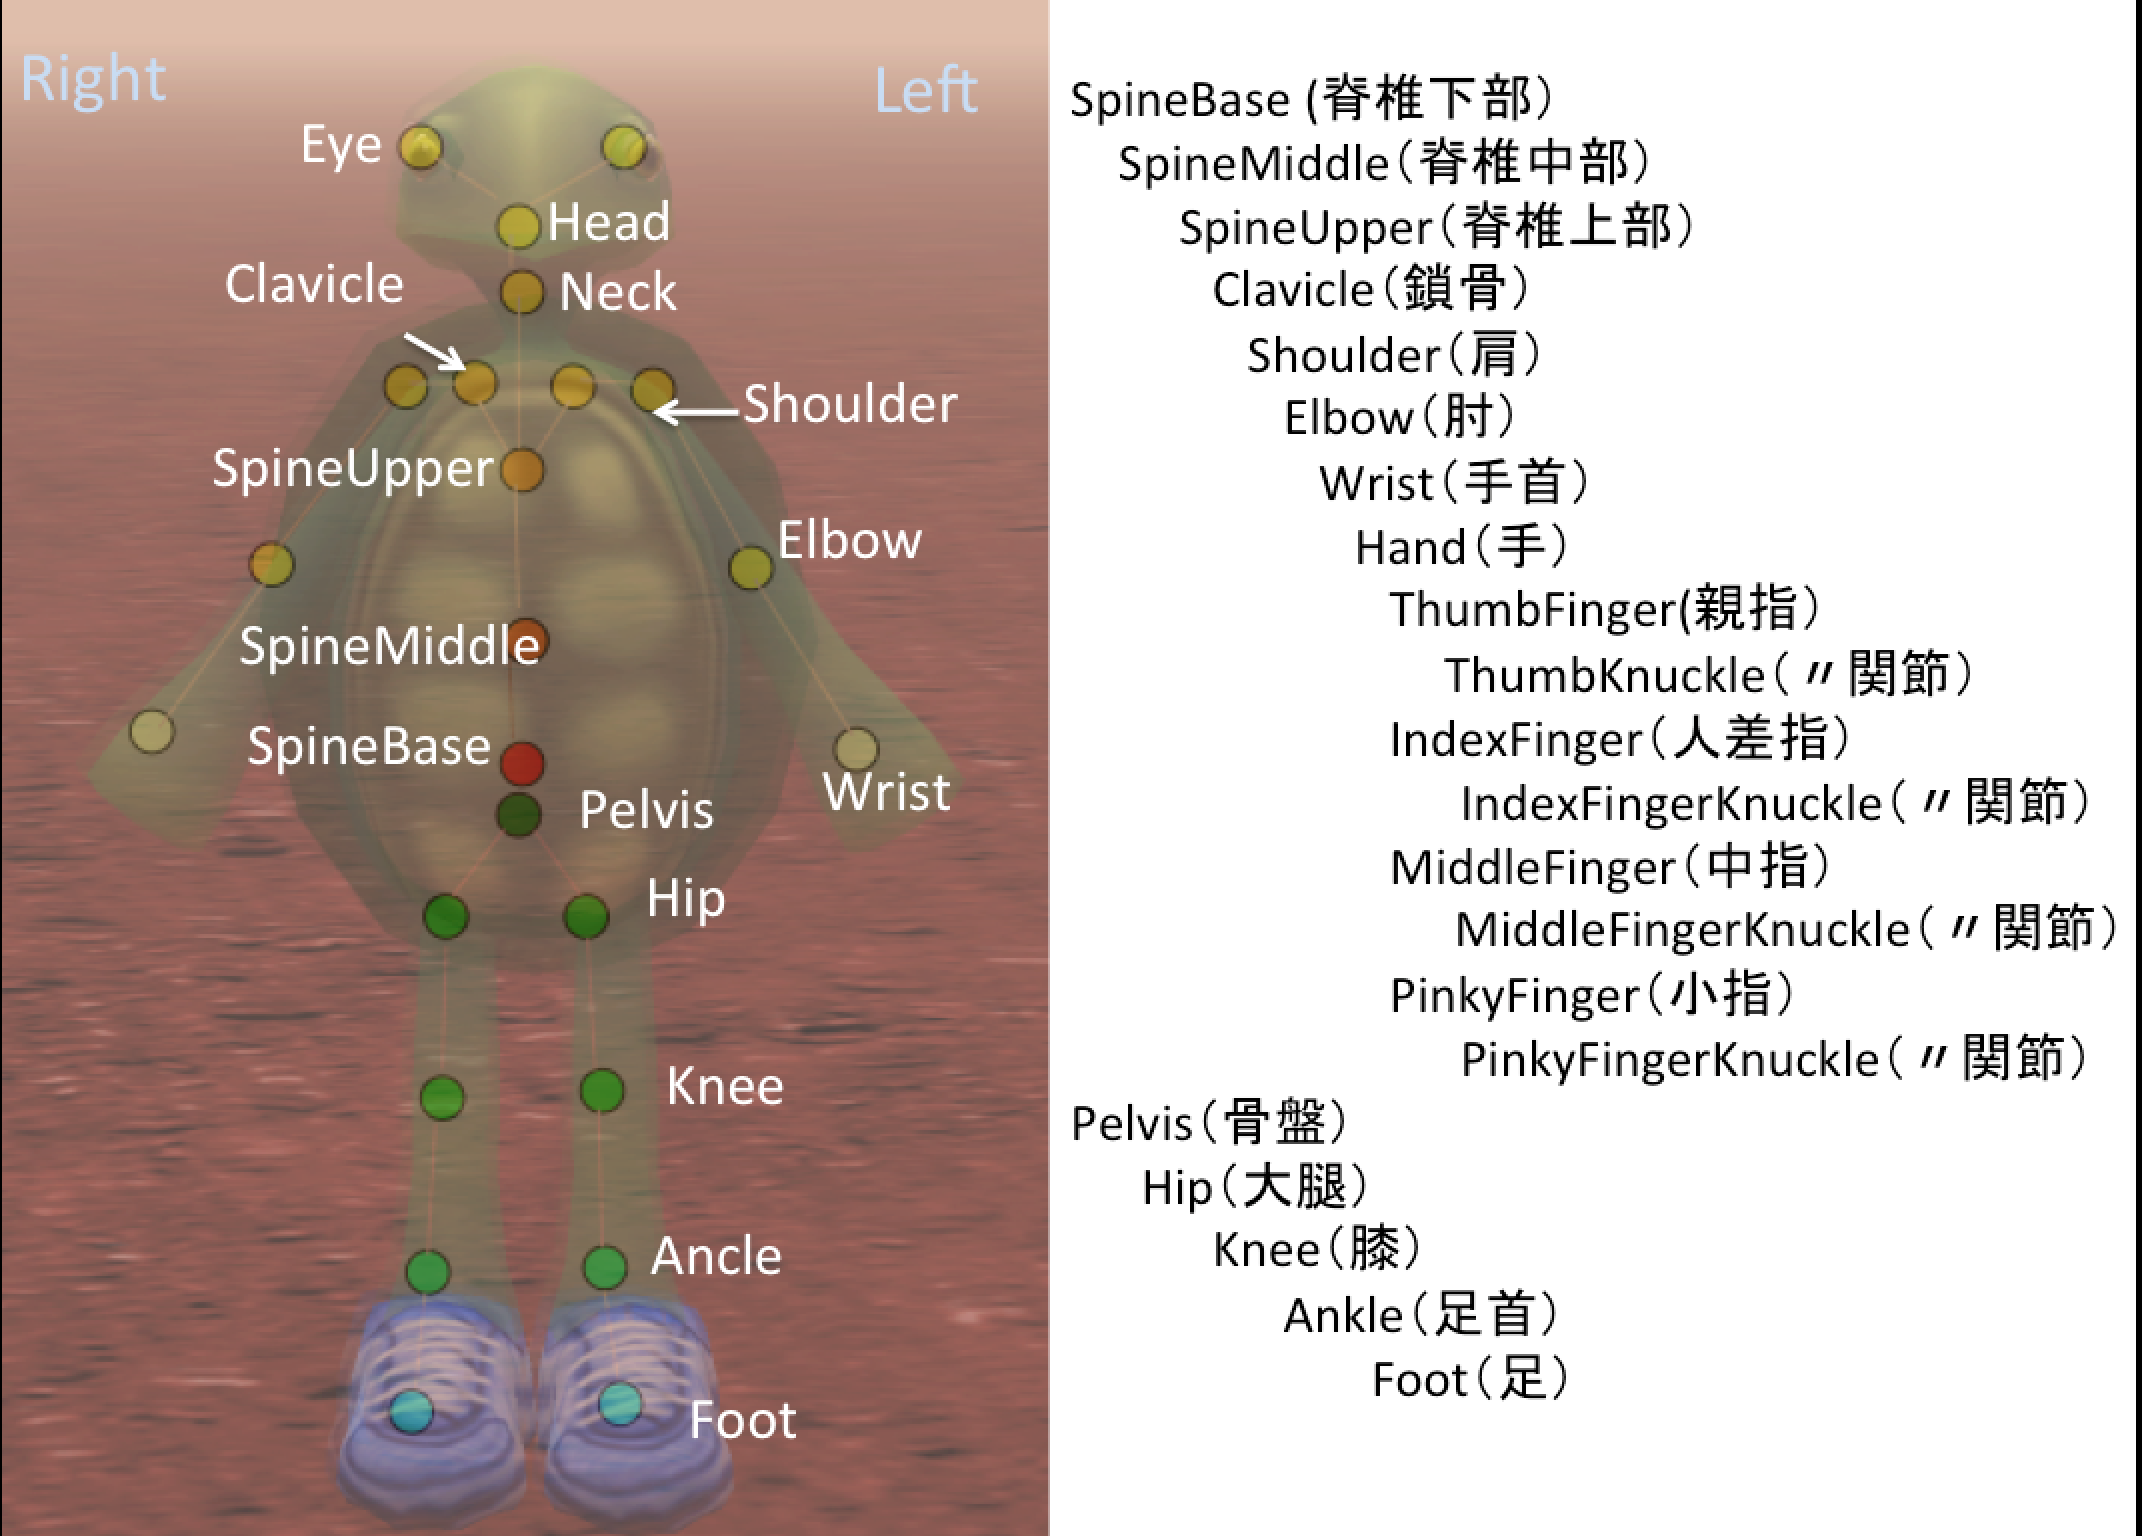 Right
Left
Eye
Head
Clavicle
Neck
Shoulder
SpineUpper
Elbow
SpineMiddle
SpineBase
Wrist
Pelvis
Hip
Knee
Ancle
Foot
SpineBase (脊椎下部)
SpineMiddle(脊椎中部)
SpineUpper(脊椎上部)
Clavicle(鎖骨)
Shoulder(肩)
Elbow(肘)
Wrist(手首)
Hand(手)
ThumbFinger(親指)
ThumbKnuckle(〃関節)
IndexFinger(人差指)
IndexFingerKnuckle(〃関節)
MiddleFinger(中指)
MiddleFingerKnuckle(〃関節)
PinkyFinger(小指)
PinkyFingerKnuckle(〃関節)
Pelvis(骨盤)
Hip(大腿)
Knee(膝)
Ankle(足首)
Foot(足)